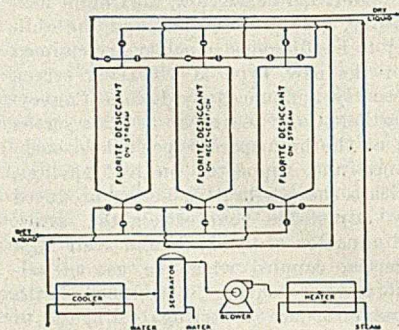 DRY
LIQUID
FLORITE DESICCANT
ON STREAM
FLORITE DESICCANT
ON REGENERATION
FLORITE DESICCANT
ON STREAM
WET
LIQUID
COOLER
SEPARATOR
BLOWER
HEATER
WATER
WATER
STEAM